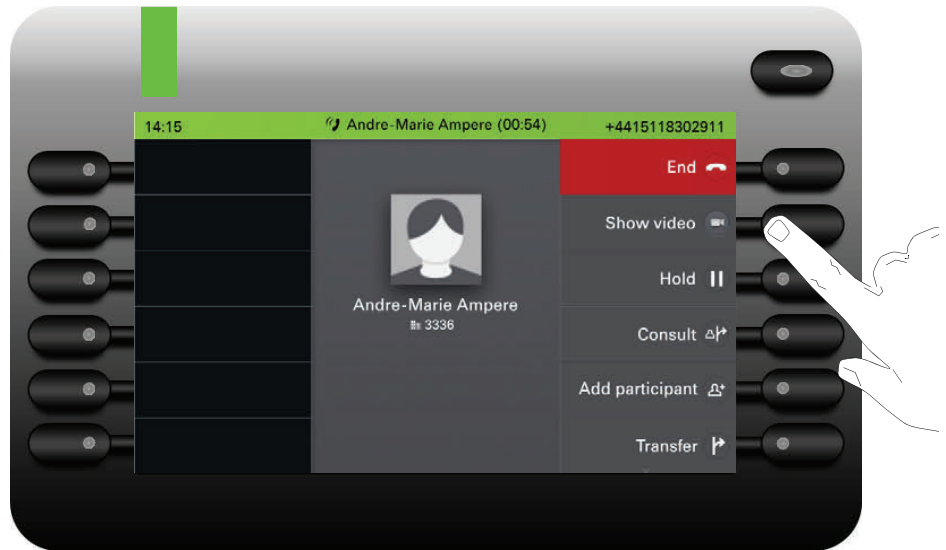 14:15 Andre-Marie Ampere (00:54) +4415118302911
End
Show video
Hold
Andre-Marie Ampere
3336
Consult
Add participant
Transfer